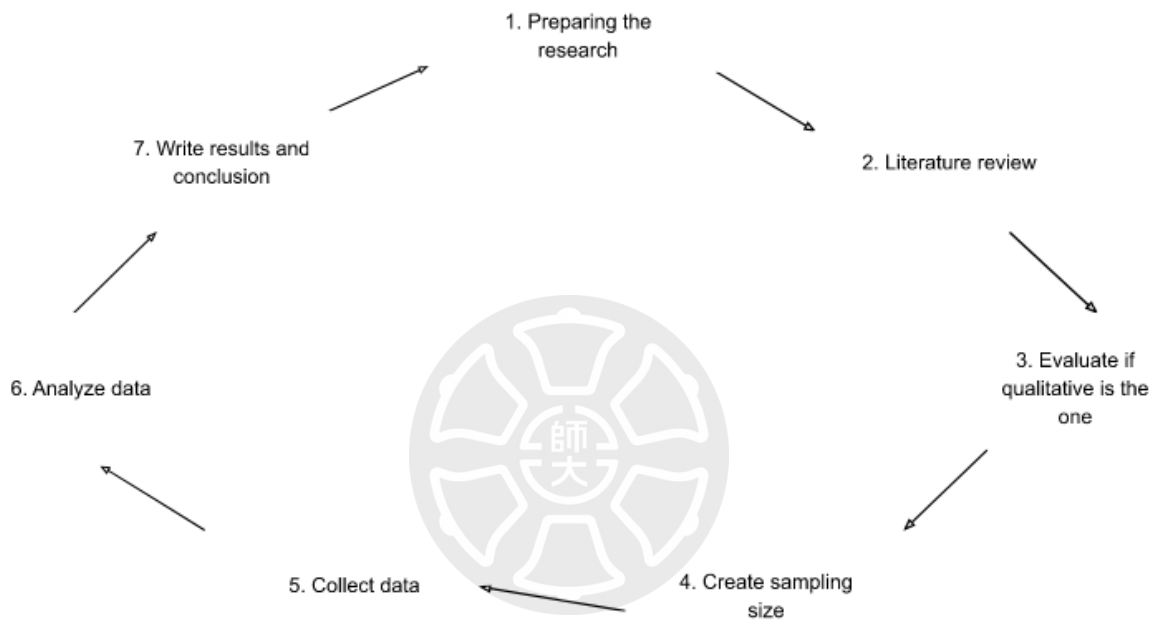 1. Preparing the
research
2. Literature review
3. Evaluate if
qualitative is the
one
4. Create sampling
size
5. Collect data
6. Analyze data
7. Write results and
conclusion
師
大